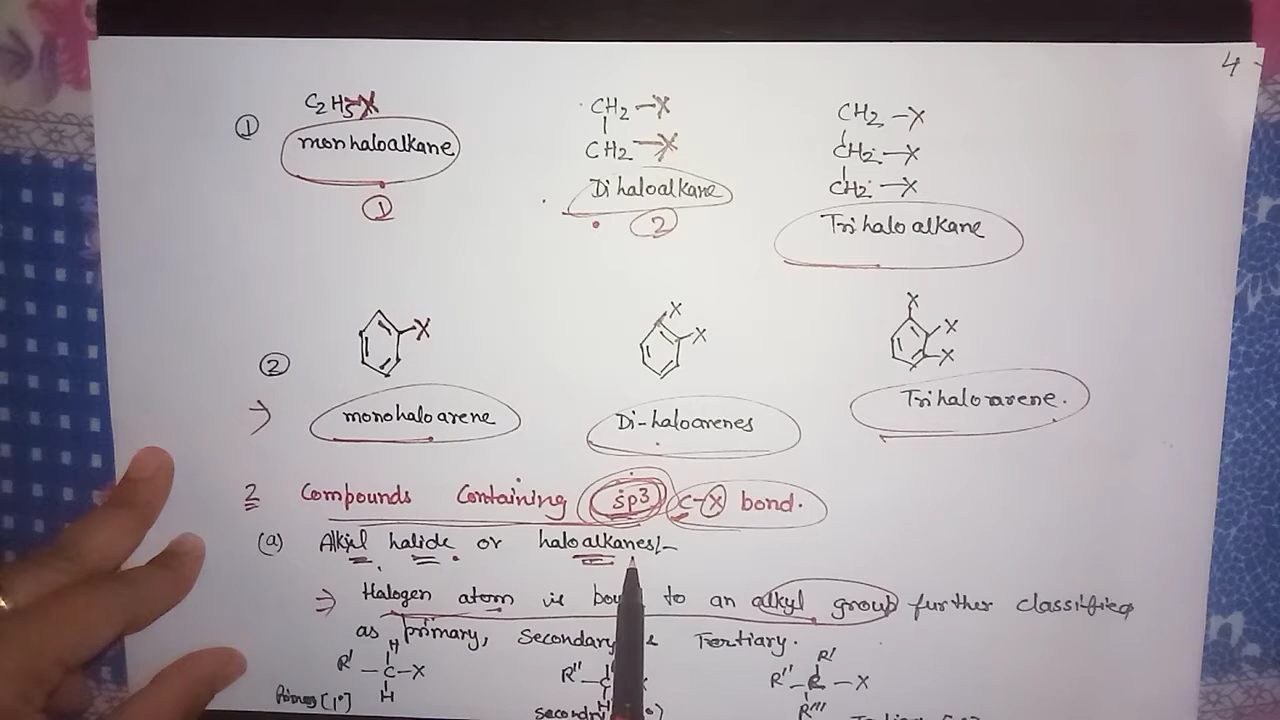 4
① C2H5-X CH2-X CH2-X
CH2-X CH2-X
CH2-X
monohaloalkane Dihaloalkane Trihaloalkane
① 2
X X X
② X X X X
→ monohaloarene Di-haloarenes Trihaloarene.
2 Compounds Containing sp3 C-X bond.
(a) Alkyl halide or haloalkanes/-
⇒ Halogen atom is to an alkyl group further classified
as primary, Secondary & Tertiary.
H R'
R' -C-X R'' -C R'' -C-X
H H R'''
[1°]